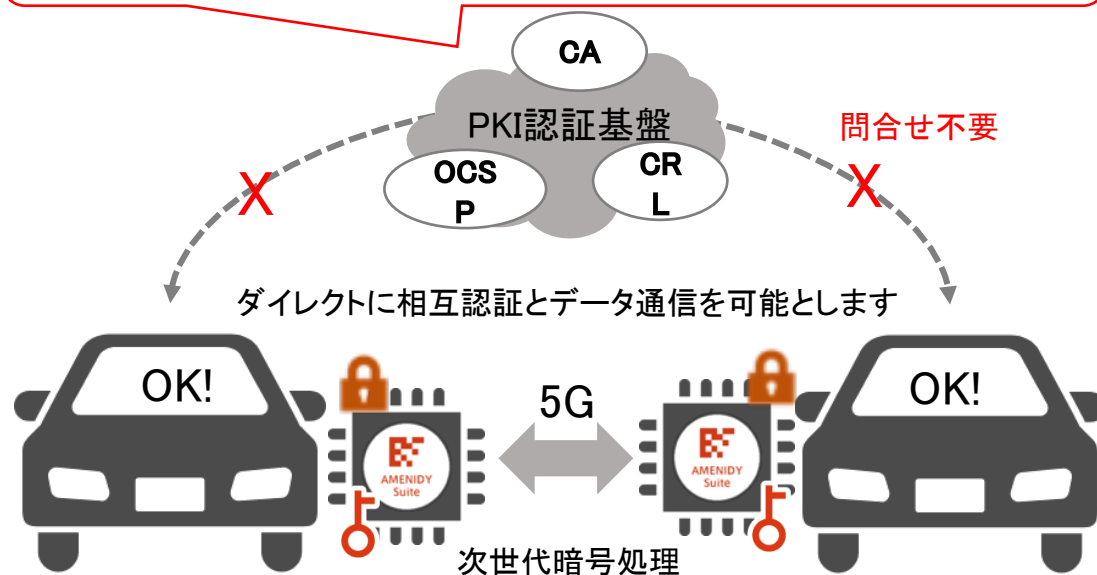 CA
PKI認証基盤
問合せ不要
OCS
P
CR
L
X
X
ダイレクトに相互認証とデータ通信を可能とします
OK!
5G
OK!
AMENIDY
Suite
AMENIDY
Suite
次世代暗号処理